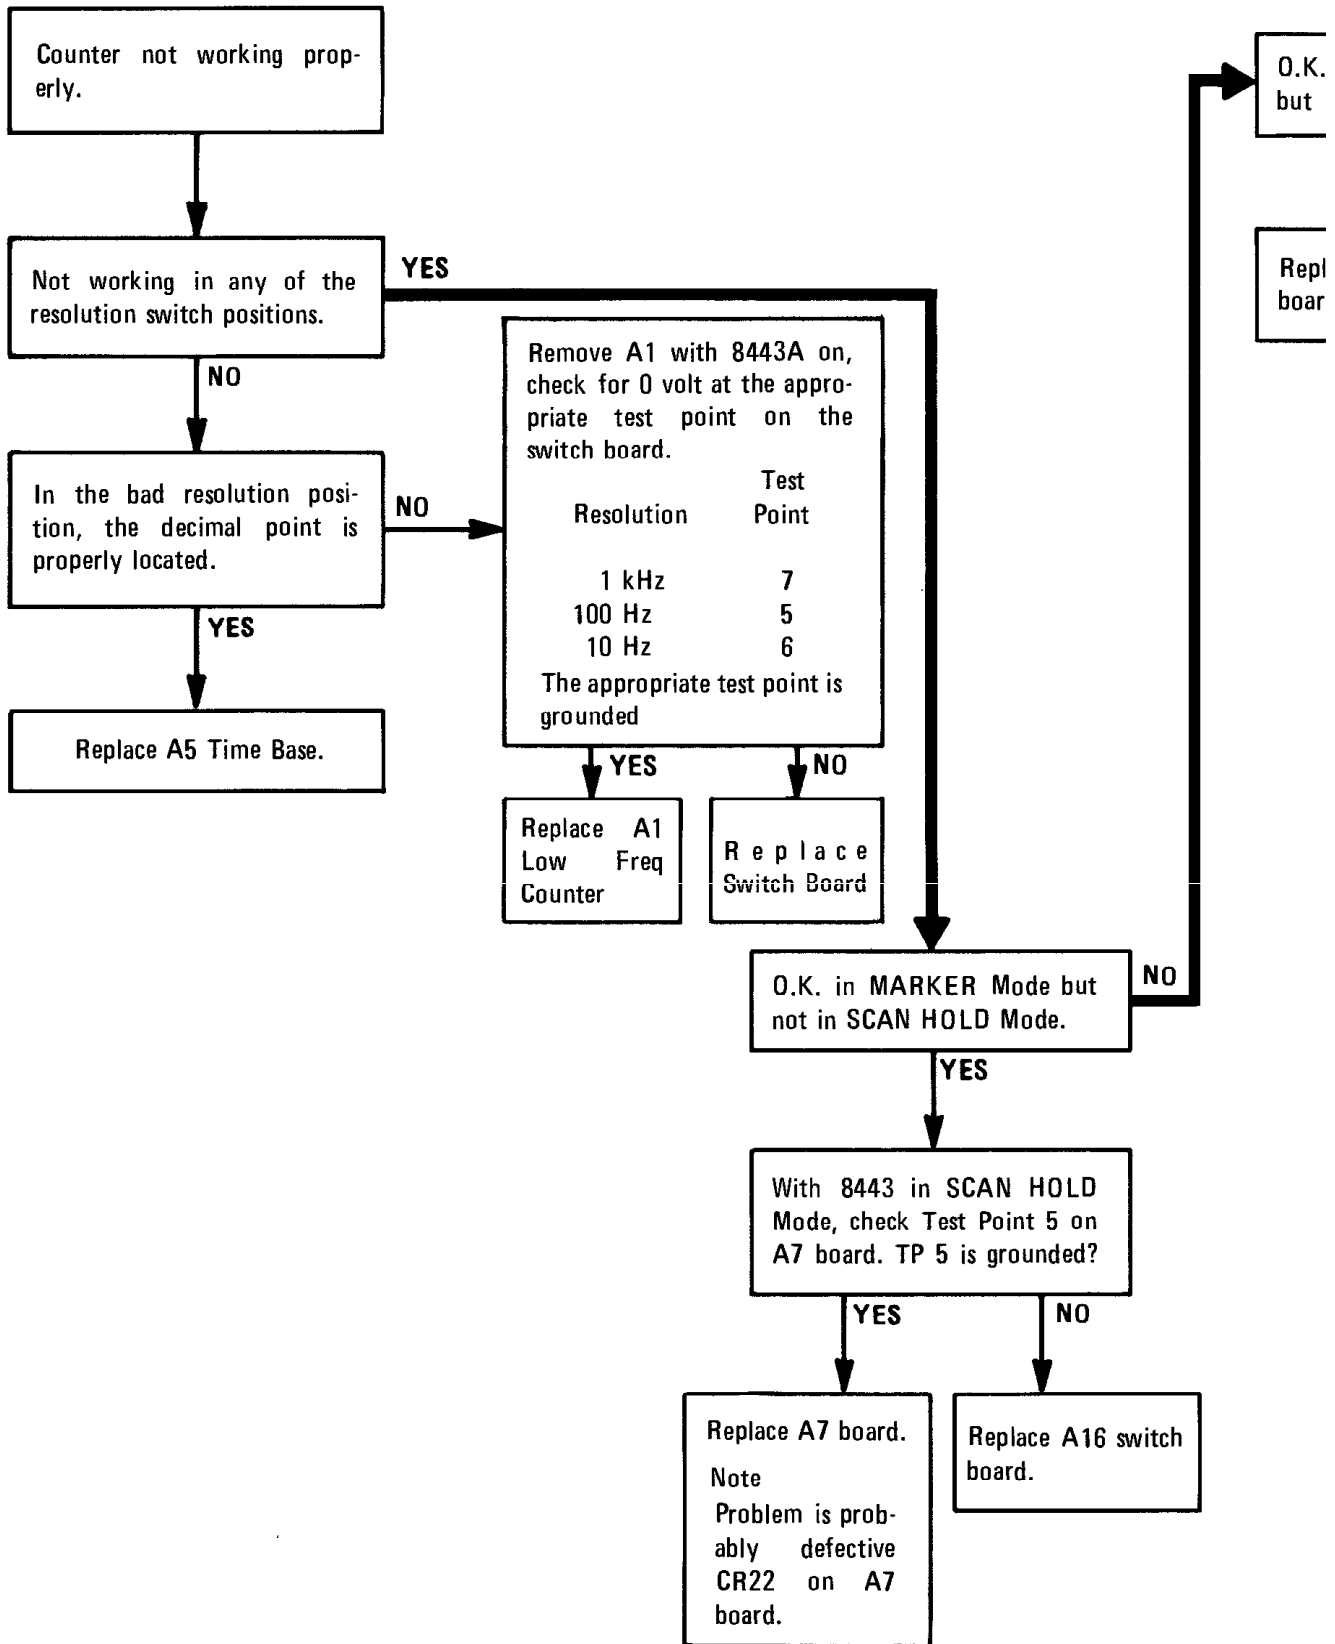 Counter not working prop-
erly.
Not working in any of the
resolution switch positions.
YES
NO
In the bad resolution posi-
tion, the decimal point is
properly located.
NO
YES
Replace A5 Time Base.
Remove A1 with 8443A on,
check for 0 volt at the appro-
priate test point on the
switch board.
Test
Resolution Point
1 kHz 7
100 Hz 5
10 Hz 6
The appropriate test point is
grounded
YES
NO
Replace A1
Low Freq
Counter
Replace
Switch Board
O.K. in MARKER Mode but
not in SCAN HOLD Mode.
NO
YES
With 8443 in SCAN HOLD
Mode, check Test Point 5 on
A7 board. TP 5 is grounded?
YES
NO
Replace A7 board.
Note
Problem is prob-
ably defective
CR22 on A7
board.
Replace A16 switch
board.
O.K.
but
Repl
boar